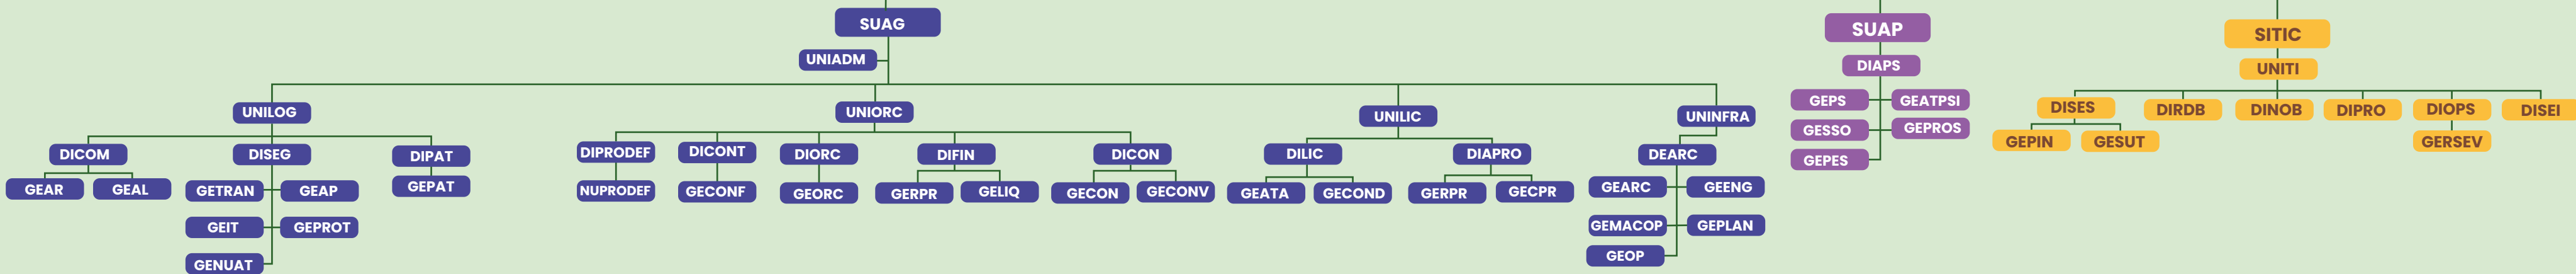 SUAG
UNIADM
UNILOG
UNIORC
UNILIC
UNINFRA
DICOM
DISEG
DIPAT
GEAR
GEAL
GETRAN
GEAP
GEPAT
GEIT
GEPROT
GENUAT
DIPRODEF
DICONT
DIORC
DIFIN
DICON
NUPRODEF
GECONF
GEORC
GERPR
GELIQ
GECON
GECONV
DILIC
DIAPRO
GEATA
GECOND
GERPR
GECPR
DEARC
GEARC
GEENG
GEMACOP
GEPLAN
GEOP
SUAP
DIAPS
GEPS
GEATPSI
GESSO
GEPROS
GEPES
SITIC
UNITI
DISES
DIRDB
DINOB
DIPRO
DIOPS
DISEI
GEPIN
GESUT
GERSEV